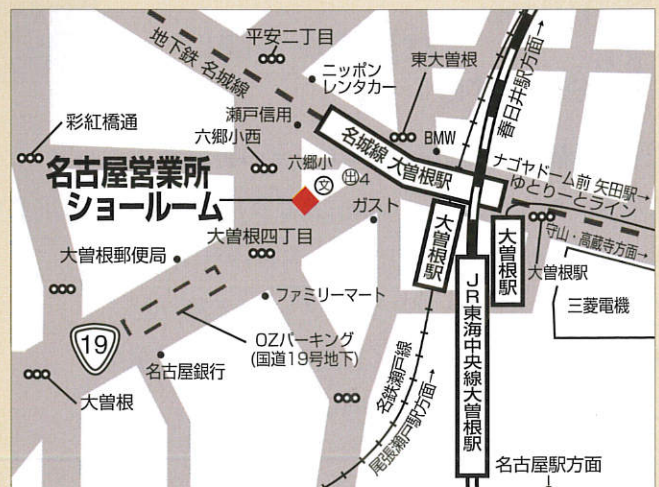 平安二丁目
地下鉄 名城線
ニッポン
レンタカー
東大曽根
春日井駅方面→
瀬戸信用
彩紅橋通
六郷小西
六郷小
文
出4
名城線 大曽根駅
BMW
ナゴヤドーム前 矢田駅→
ゆとりーとライン
守山・高蔵寺方面→
名古屋営業所
ショールーム
ガスト
大曽根四丁目
大曽根郵便局
大曽根駅
大曽根駅
大曽根駅
三菱電機
JR東海中央線大曽根駅
ファミリーマート
OZパーキング
(国道19号地下)
19
名古屋銀行
大曽根
名鉄瀬戸線
尾張瀬戸駅方面→
名古屋駅方面
↓